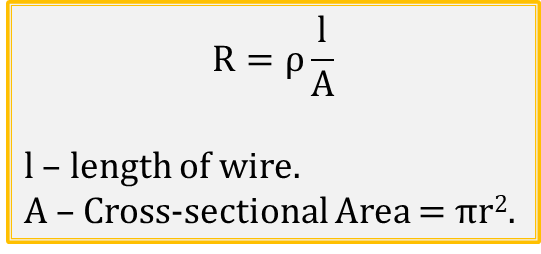 R = ρ l/A
l – length of wire.
A – Cross-sectional Area = πr².